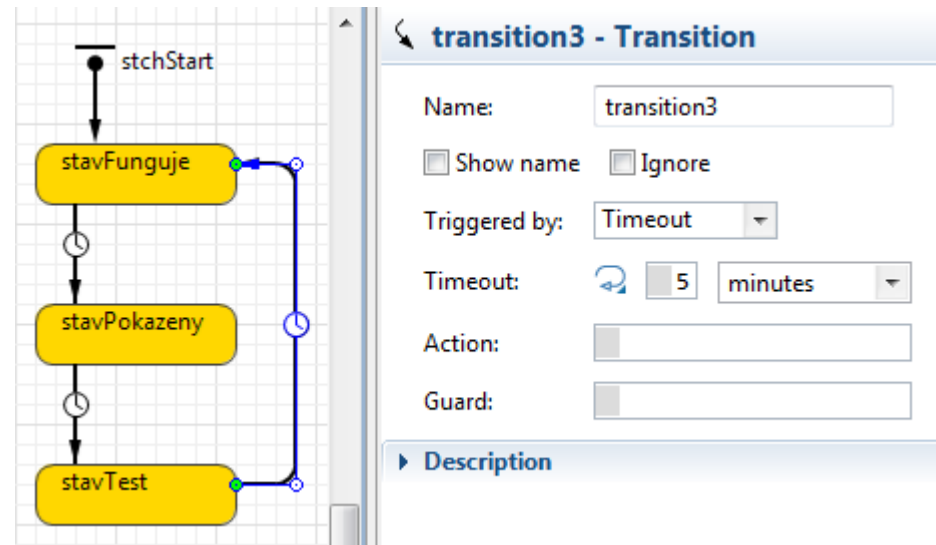 stchStart
stavFunguje
stavPokazeny
stavTest
transition3 - Transition
Name: transition3
Show name Ignore
Triggered by: Timeout
Timeout: 5 minutes
Action:
Guard:
Description